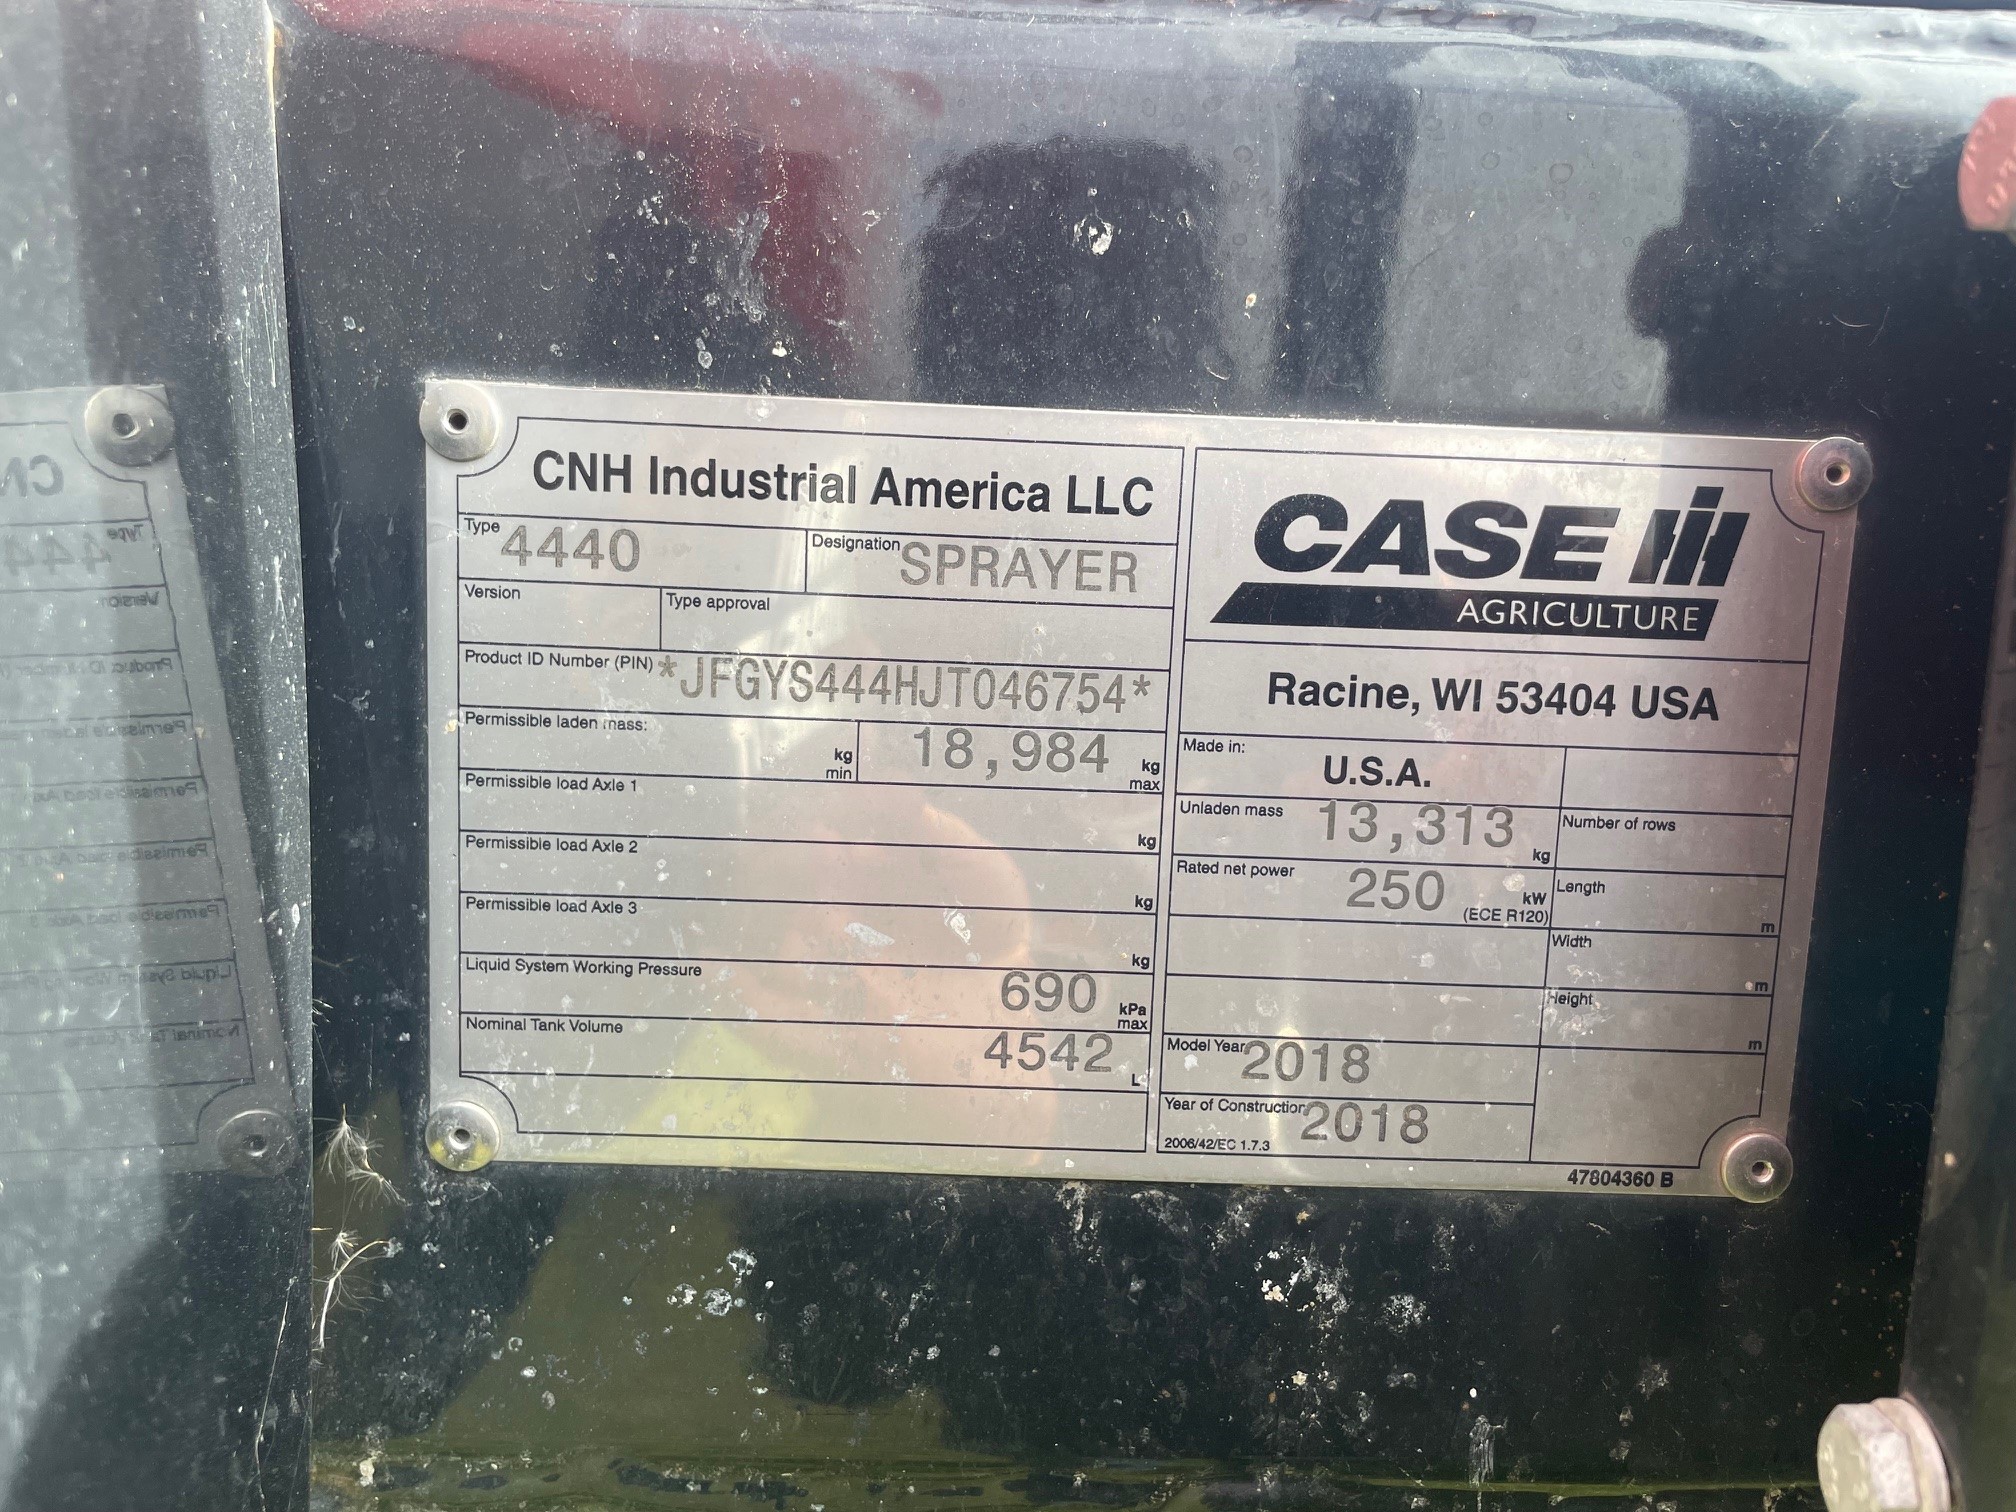 CNH Industrial America LLC
Type 4440 Designation SPRAYER
Version Type approval
Product ID Number (PIN) *JFGYS444HJT046754*
Permissible laden mass: kg min 18,984 kg max
Permissible load Axle 1 kg
Permissible load Axle 2 kg
Permissible load Axle 3 kg
Liquid System Working Pressure 690 kPa max
Nominal Tank Volume 4542 L
CASE IH
AGRICULTURE
Racine, WI 53404 USA
Made in: U.S.A.
Unladen mass 13,313 kg Number of rows
Rated net power 250 kW (ECE R120) Length m
Width m
Height m
Model Year 2018
Year of Construction 2018
2006/42/EC 1.7.3
47804360 B